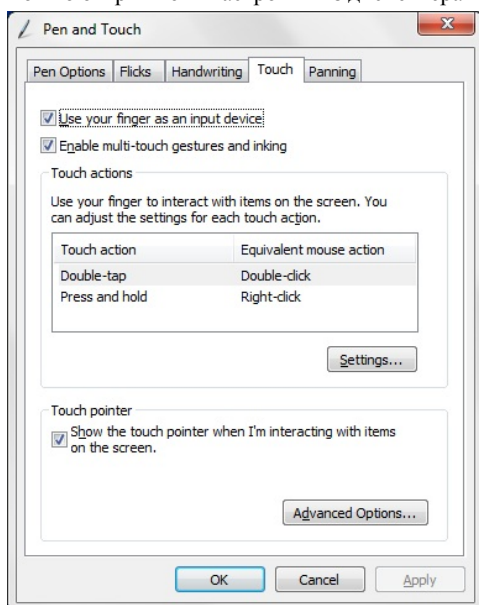 Pen and Touch
Pen Options Flicks Handwriting Touch Panning
Use your finger as an input device
Enable multi-touch gestures and inking
Touch actions
Use your finger to interact with items on the screen. You
can adjust the settings for each touch action.
Touch action Equivalent mouse action
Double-tap Double-click
Press and hold Right-click
Settings...
Touch pointer
Show the touch pointer when I'm interacting with items
on the screen.
Advanced Options...
OK Cancel Apply